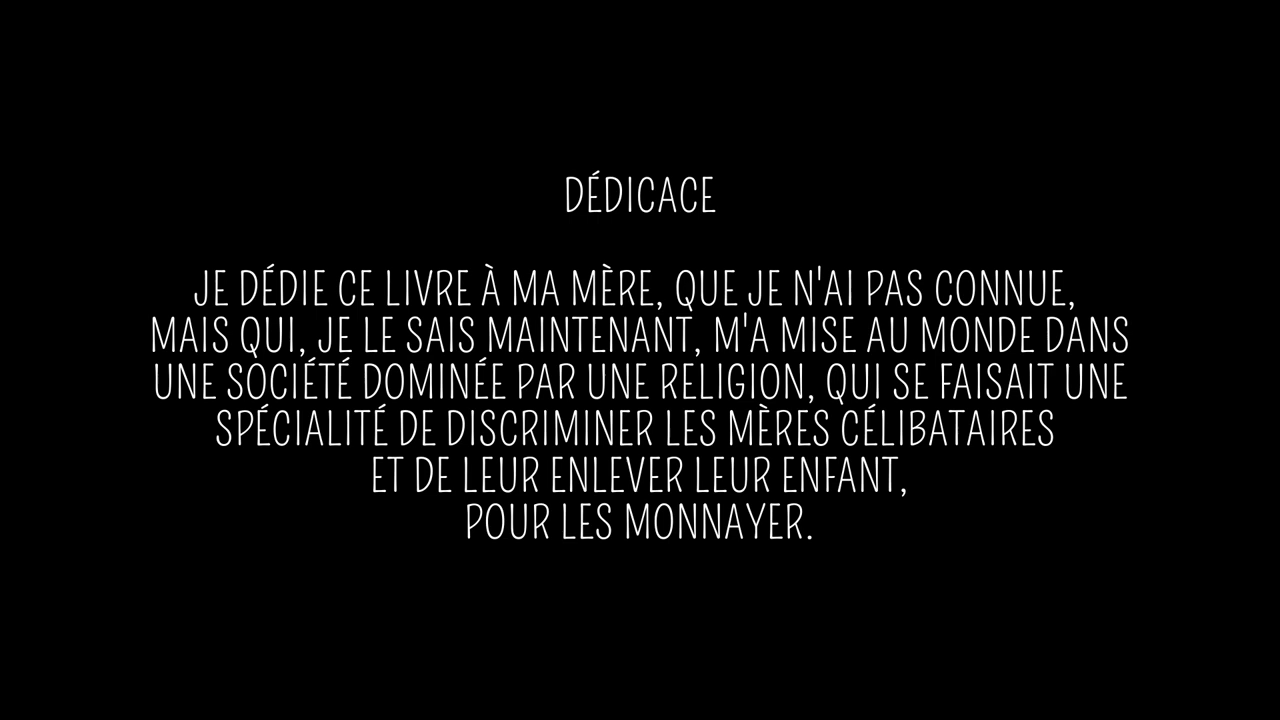 DÉDICACE
JE DÉDIE CE LIVRE À MA MÈRE, QUE JE N'AI PAS CONNUE,
MAIS QUI, JE LE SAIS MAINTENANT, M'A MISE AU MONDE DANS
UNE SOCIÉTÉ DOMINÉE PAR UNE RELIGION, QUI SE FAISAIT UNE
SPÉCIALITÉ DE DISCRIMINER LES MÈRES CÉLIBATAIRES
ET DE LEUR ENLEVER LEUR ENFANT,
POUR LES MONNAYER.